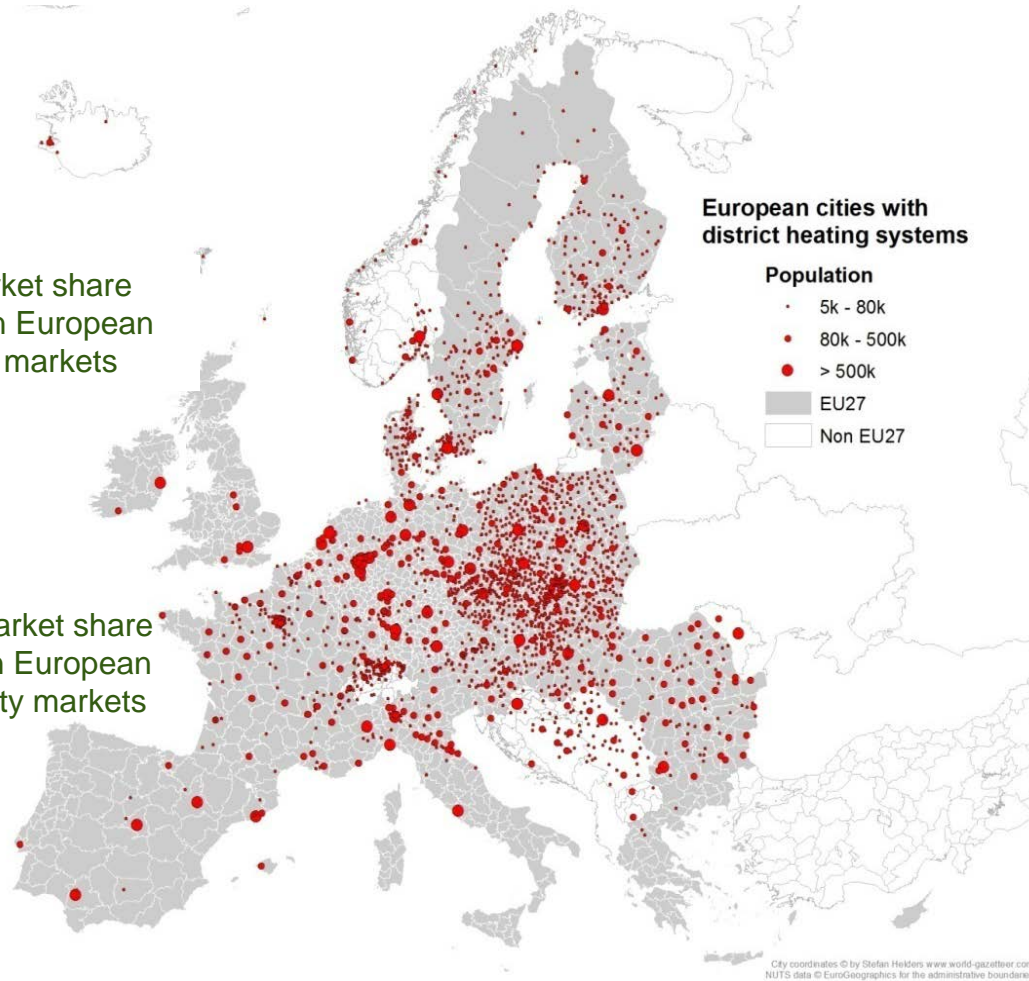 European cities with
district heating systems
Population
5k - 80k
80k - 500k
> 500k
EU27
Non EU27
ket share
European
markets
arket share
European
ty markets
City coordinates © by Stefan Helders www.world-gazetteer.com
NUTS data © EuroGeographics for the administrative boundaries